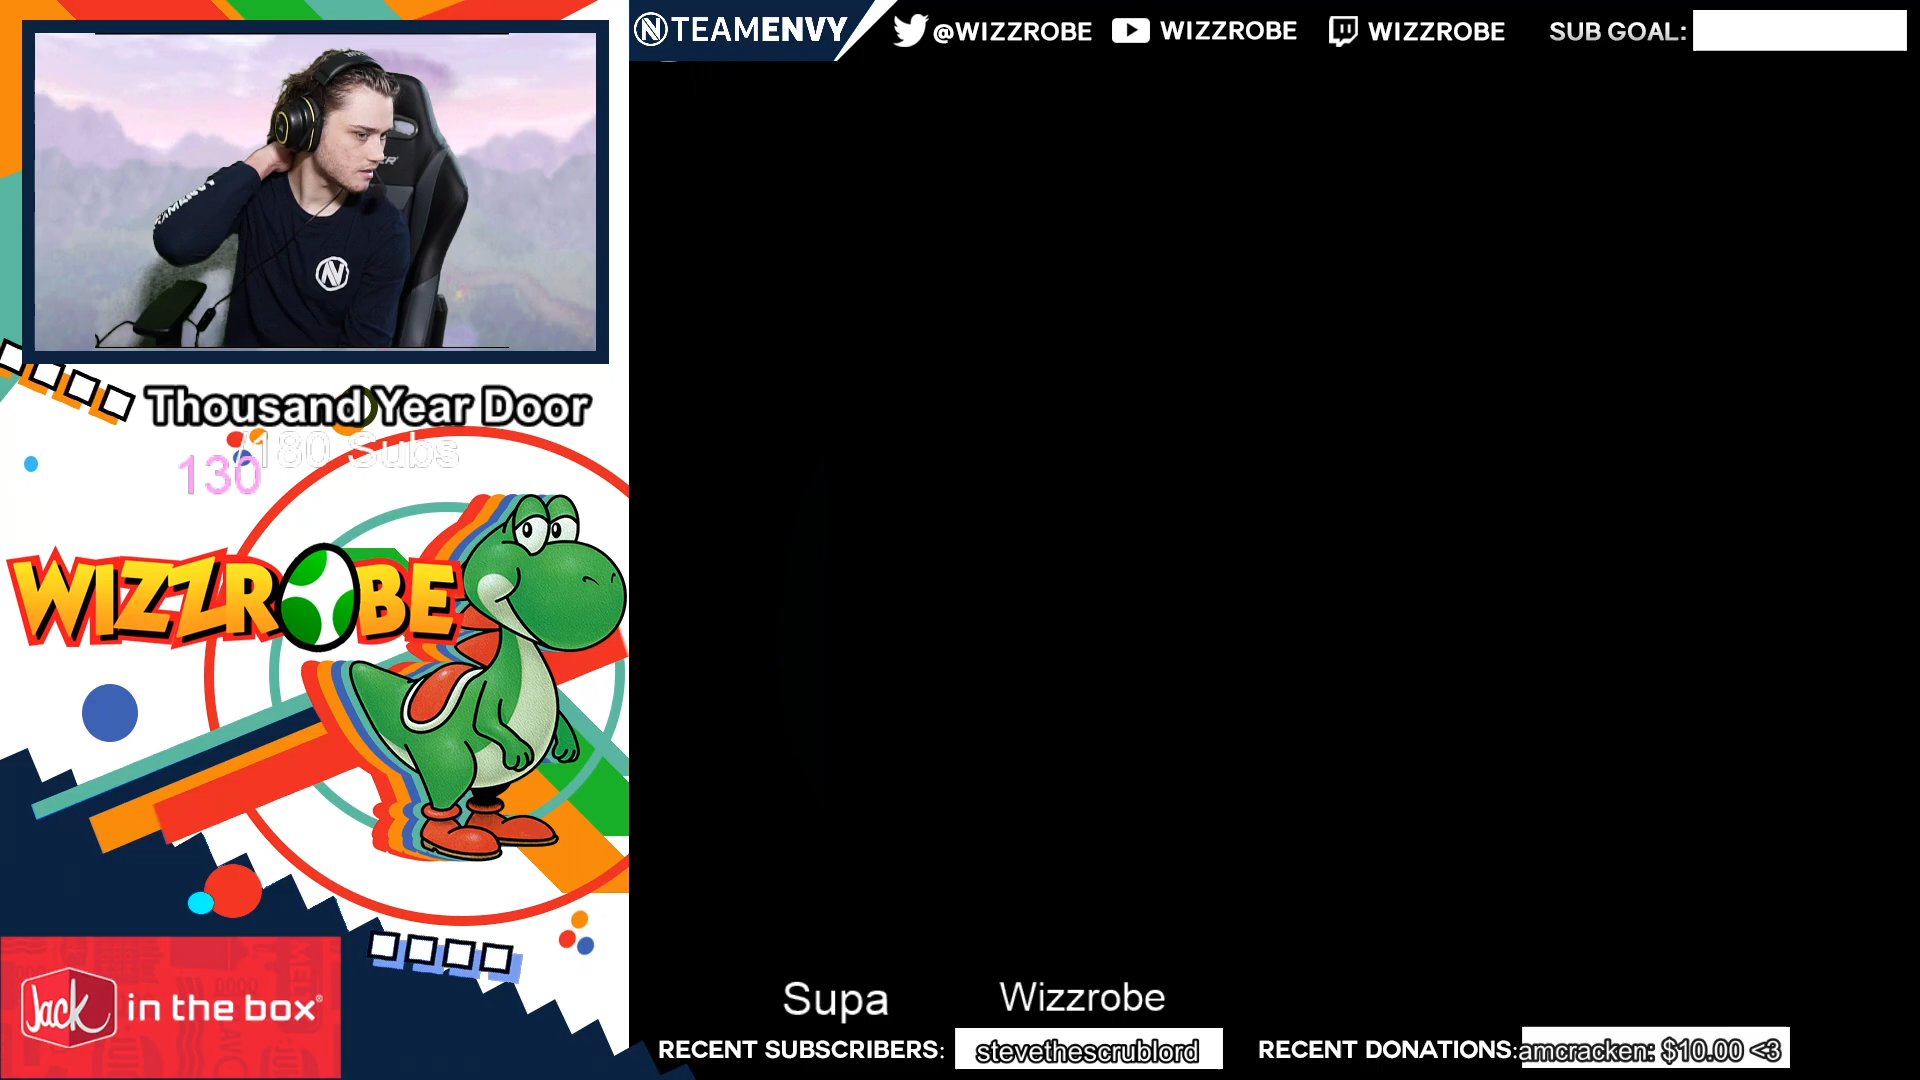 TEAMENVY
@WIZZROBE
WIZZROBE
WIZZROBE
SUB GOAL:
Thousand Year Door
/180 Subs
130
WIZZROBE
Jack in the box®
Supa
Wizzrobe
RECENT SUBSCRIBERS:
stevethescrublord
RECENT DONATIONS:
amcracken: $10.00 <3